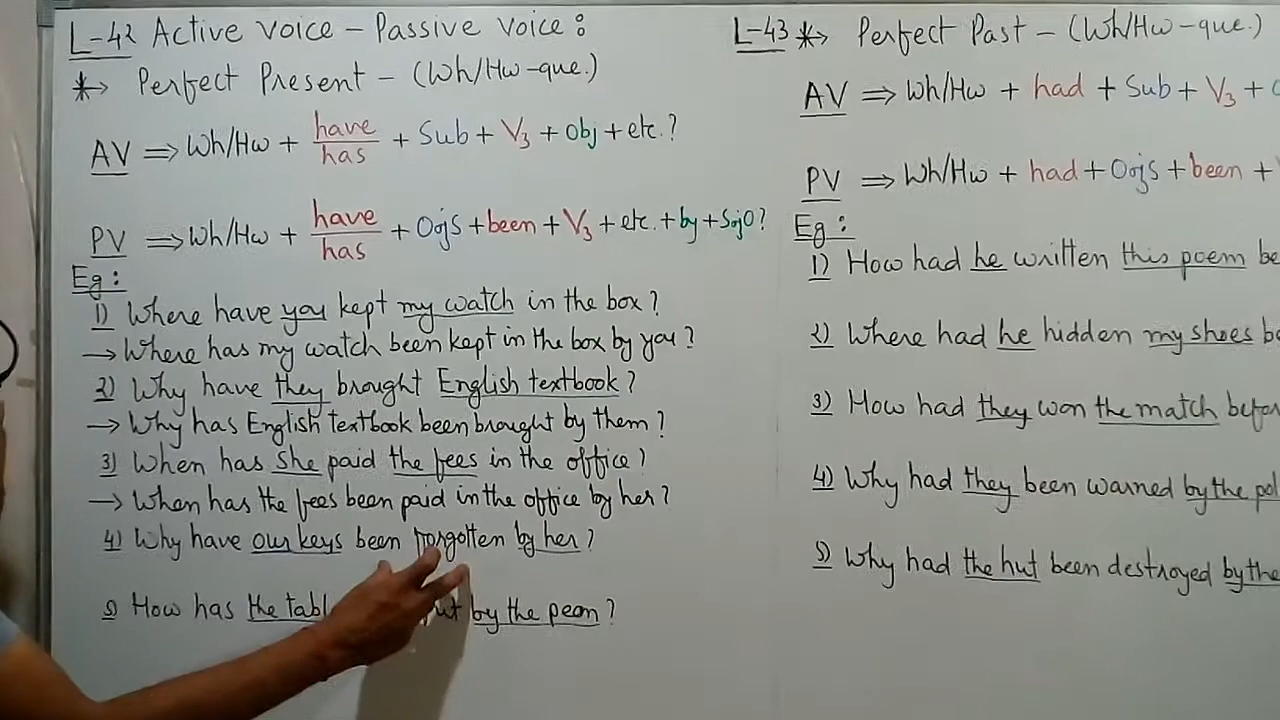 L-42 Active Voice – Passive Voice:
*→ Perfect Present – (Wh/Hw-que.)
AV ⇒ Wh/Hw + have/has + Sub + V3 + Obj + etc.?
PV ⇒ Wh/Hw + have/has + OojS + been + V3 + etc. + by + SojO?
Eg:
1) Where have you kept my watch in the box?
→ Where has my watch been kept in the box by you?
2) Why have they brought English textbook?
→ Why has English textbook been brought by them?
3) When has she paid the fees in the office?
→ When has the fees been paid in the office by her?
4) Why have our keys been forgotten by her?
5) How has the tabl by the peon?
L-43 *→ Perfect Past – (Wh/Hw-que.)
AV ⇒ Wh/Hw + had + Sub + V3 +
PV ⇒ Wh/Hw + had + OojS + been +
Eg:
1) How had he written this poem be
2) Where had he hidden my shoes be
3) How had they won the match befor
4) Why had they been warned by the pol
5) Why had the hut been destroyed by the